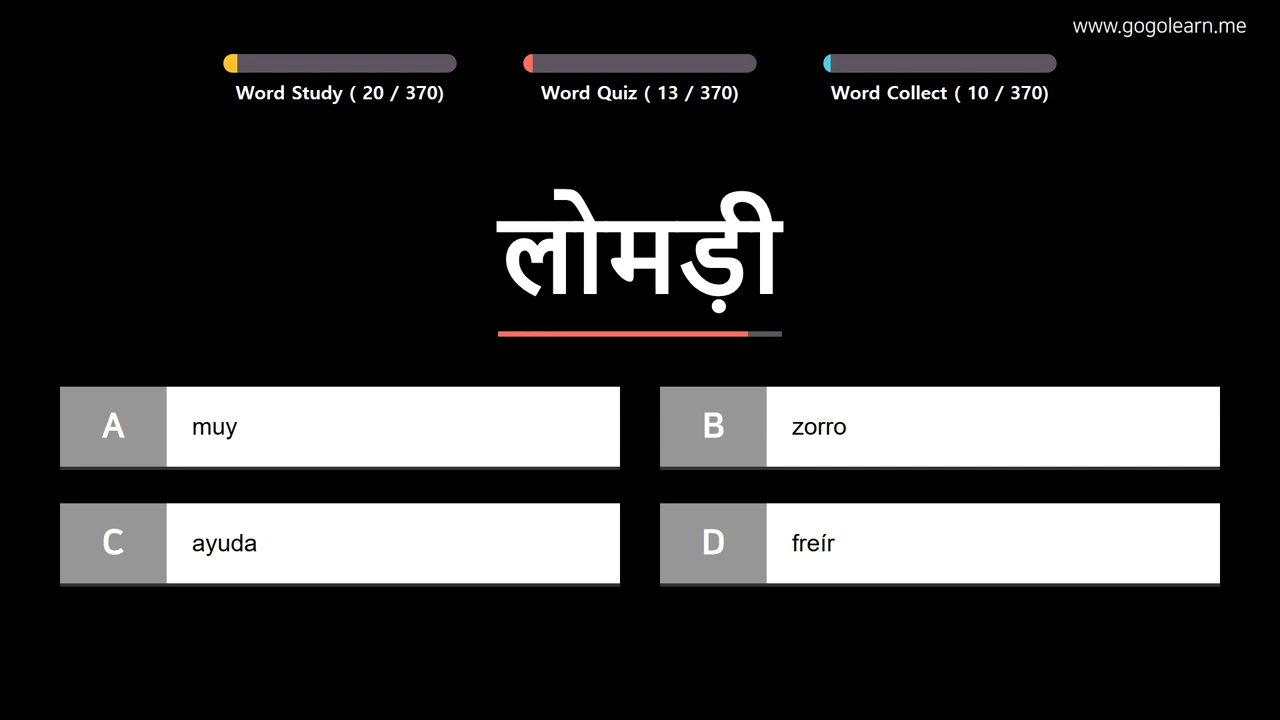 www.gogolearn.me
Word Study ( 20 / 370)
Word Quiz ( 13 / 370)
Word Collect ( 10 / 370)
लोमड़ी
A muy
B zorro
C ayuda
D freír